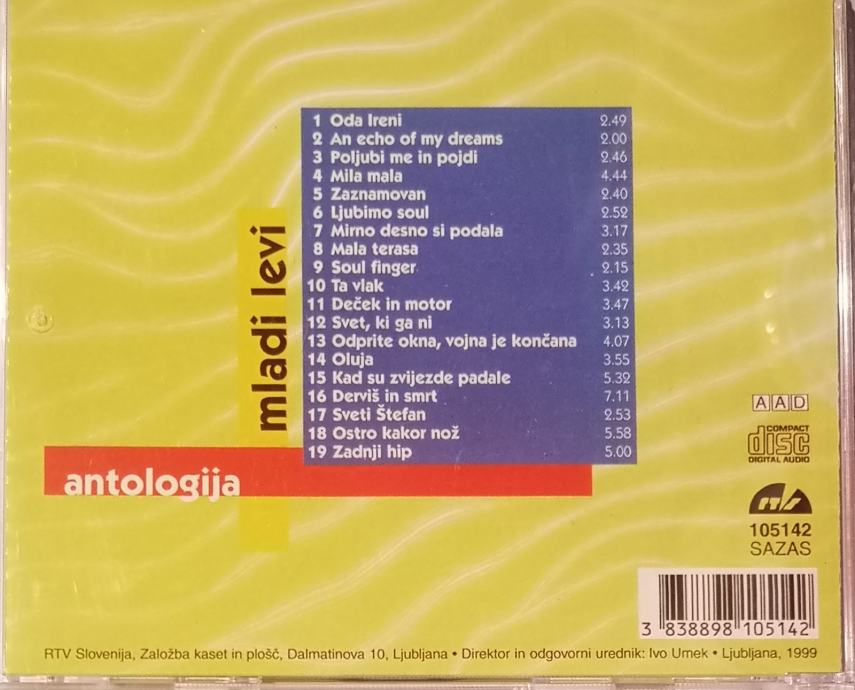 1 Oda Ireni 2.49
2 An echo of my dreams 2.00
3 Poljubi me in pojdi 2.46
4 Mila mala 4.44
5 Zaznamovan 2.40
6 Ljubimo soul 2.52
7 Mirno desno si podala 3.17
8 Mala terasa 2.35
9 Soul finger 2.15
10 Ta vlak 3.42
11 Deček in motor 3.47
12 Svet, ki ga ni 3.13
13 Odprite okna, vojna je končana 4.07
14 Oluja 3.55
15 Kad su zvijezde padale 5.32
16 Derviš in smrt 7.11
17 Sveti Štefan 2.53
18 Ostro kakor nož 5.58
19 Zadnji hip 5.00
mladi levi
antologija
AAD
COMPACT
disc
DIGITAL AUDIO
RTVS
105142
SAZAS
3 838898 105142
RTV Slovenija, Založba kaset in plošč, Dalmatinova 10, Ljubljana • Direktor in odgovorni urednik: Ivo Umek • Ljubljana, 1999